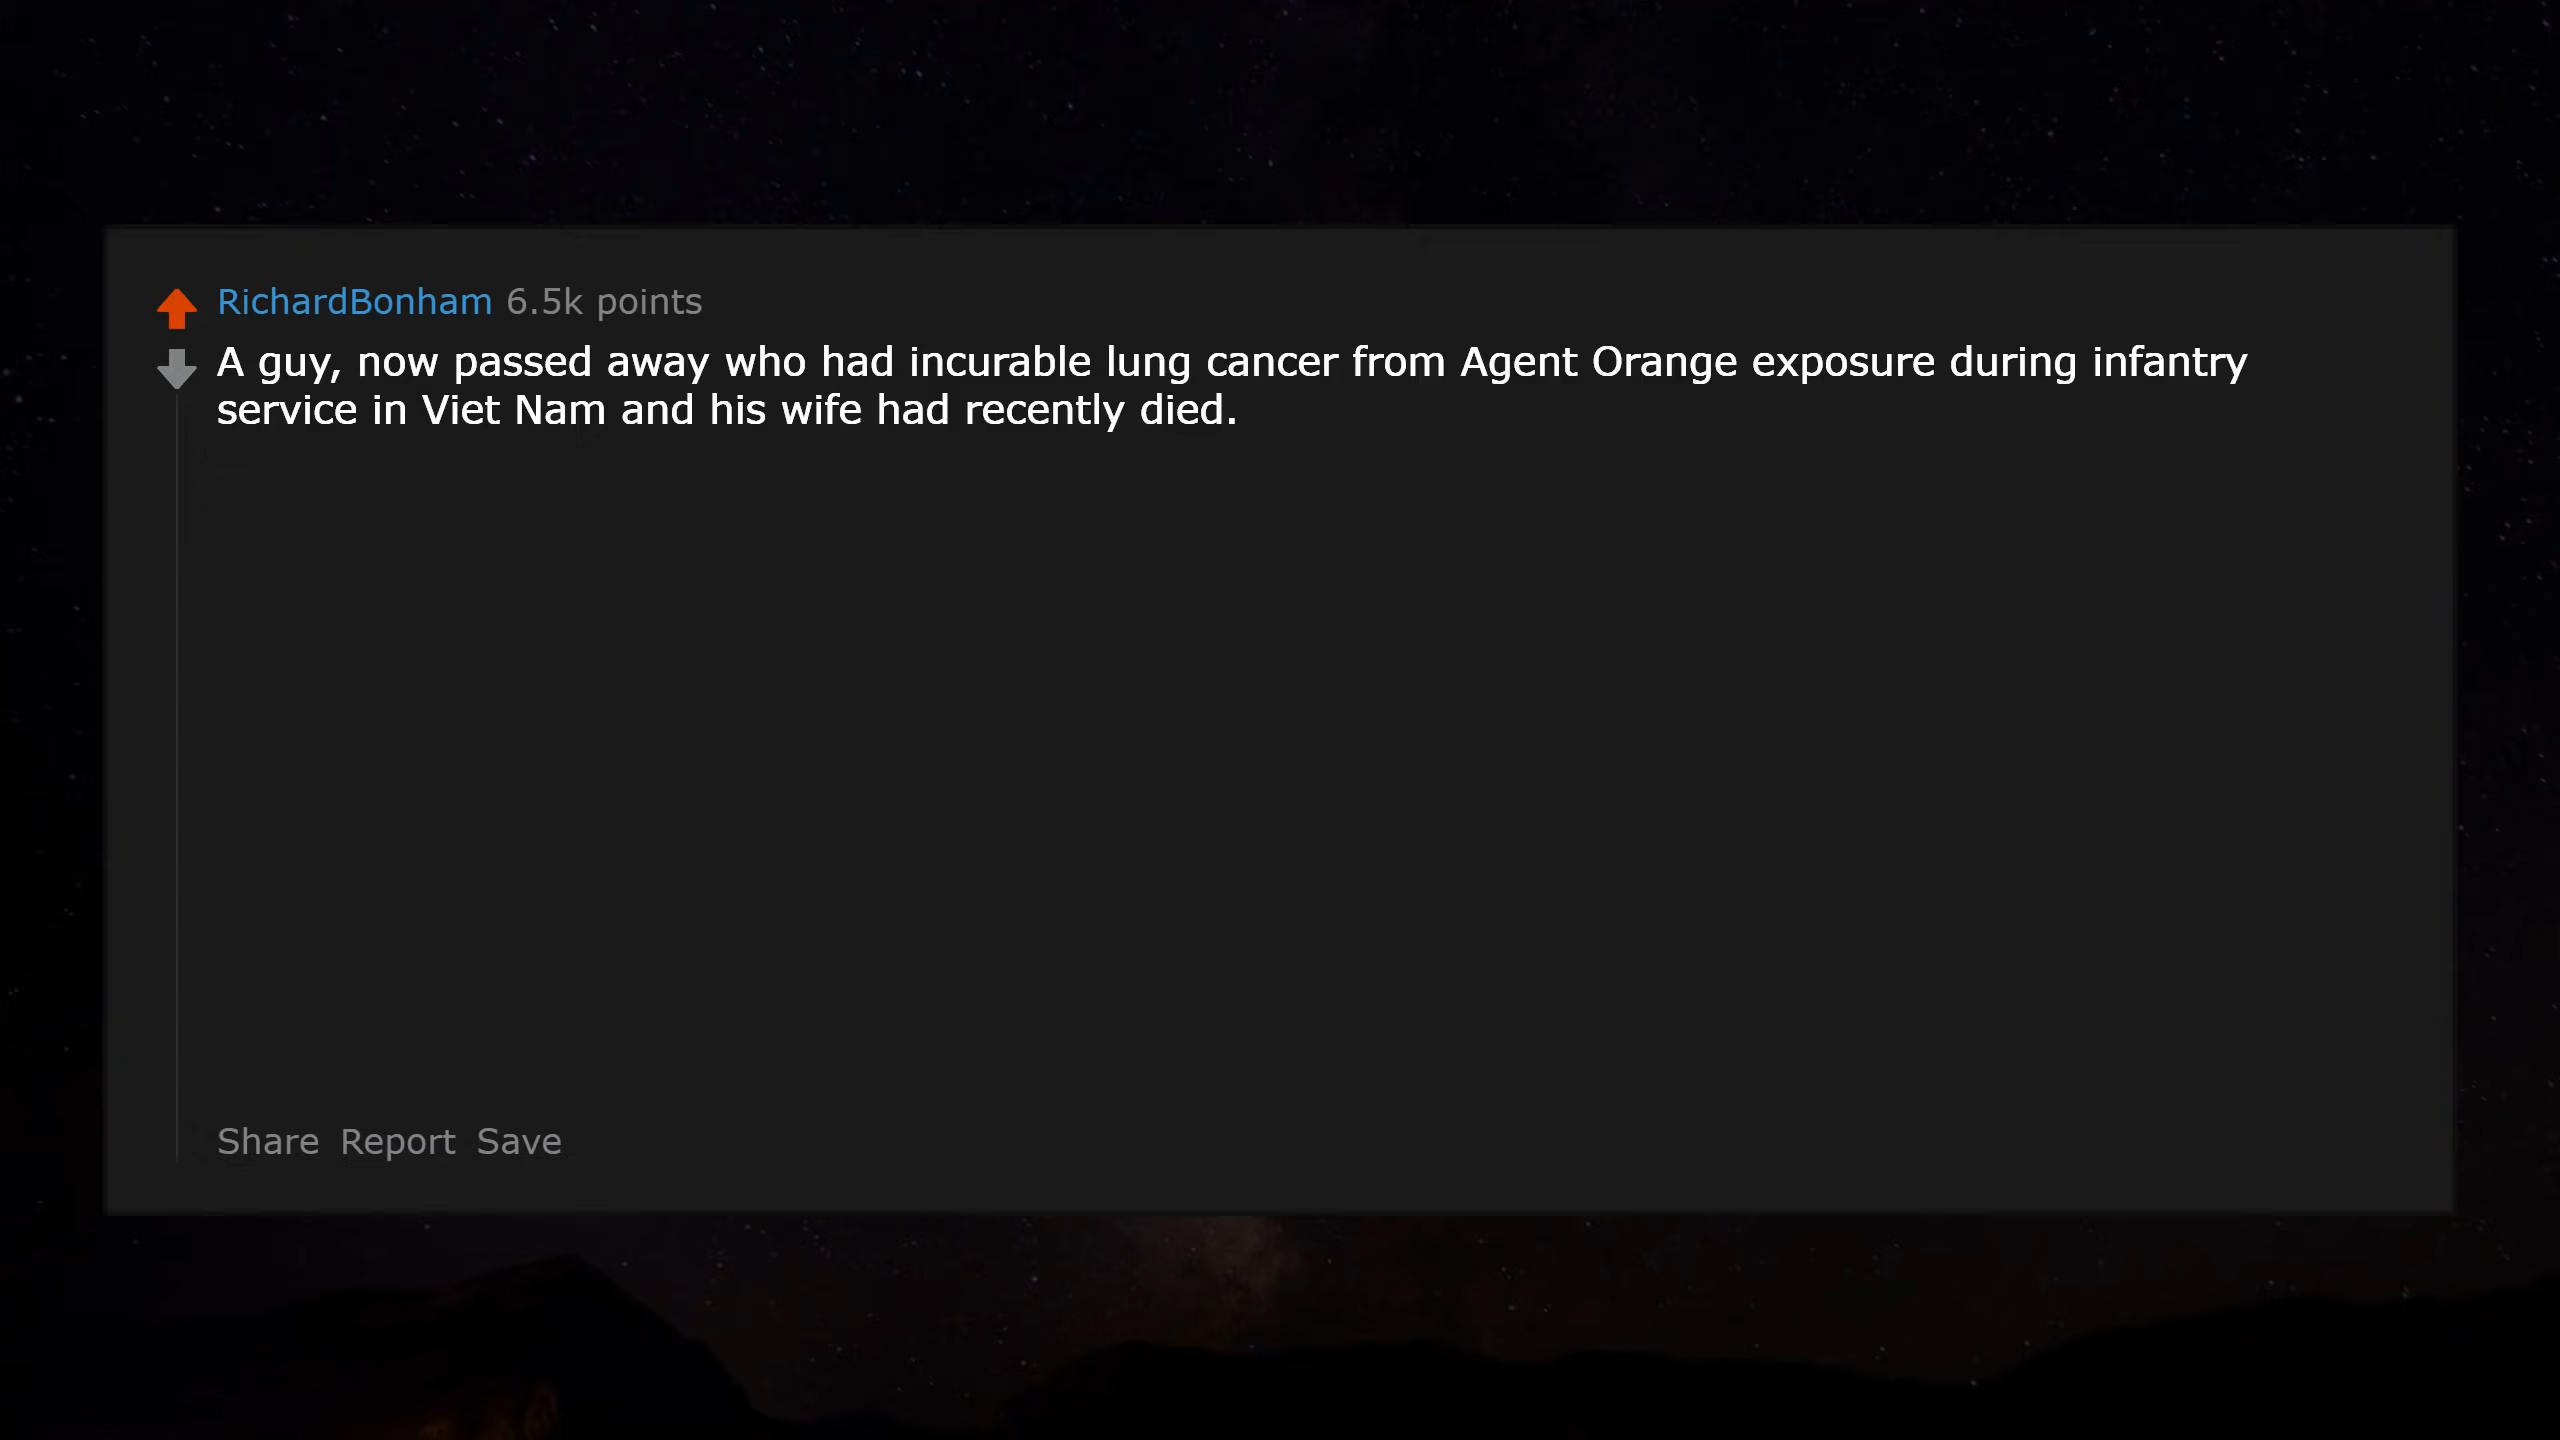 RichardBonham 6.5k points
A guy, now passed away who had incurable lung cancer from Agent Orange exposure during infantry
service in Viet Nam and his wife had recently died.
Share Report Save